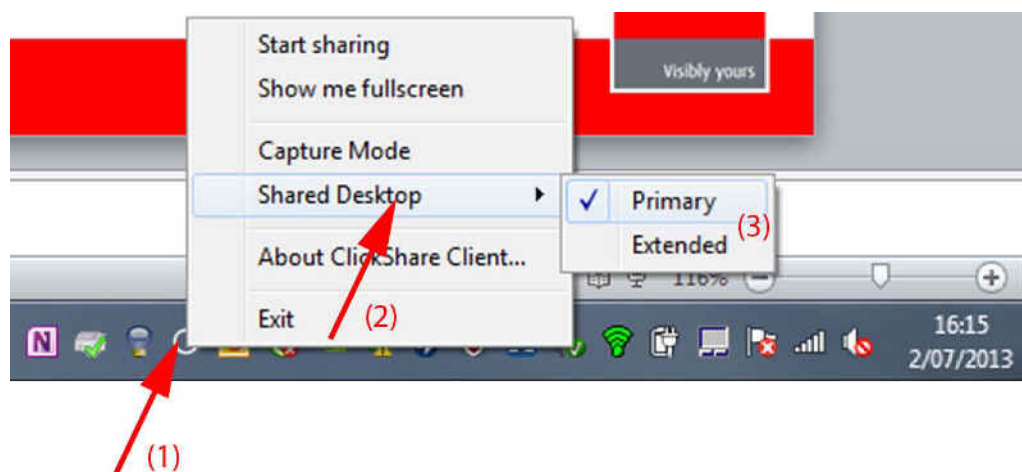 Start sharing
Show me fullscreen
Visibly yours
Capture Mode
Shared Desktop
Primary
(3)
Extended
About ClickShare Client...
116%
Exit
(2)
N
16:15
2/07/2013
(1)